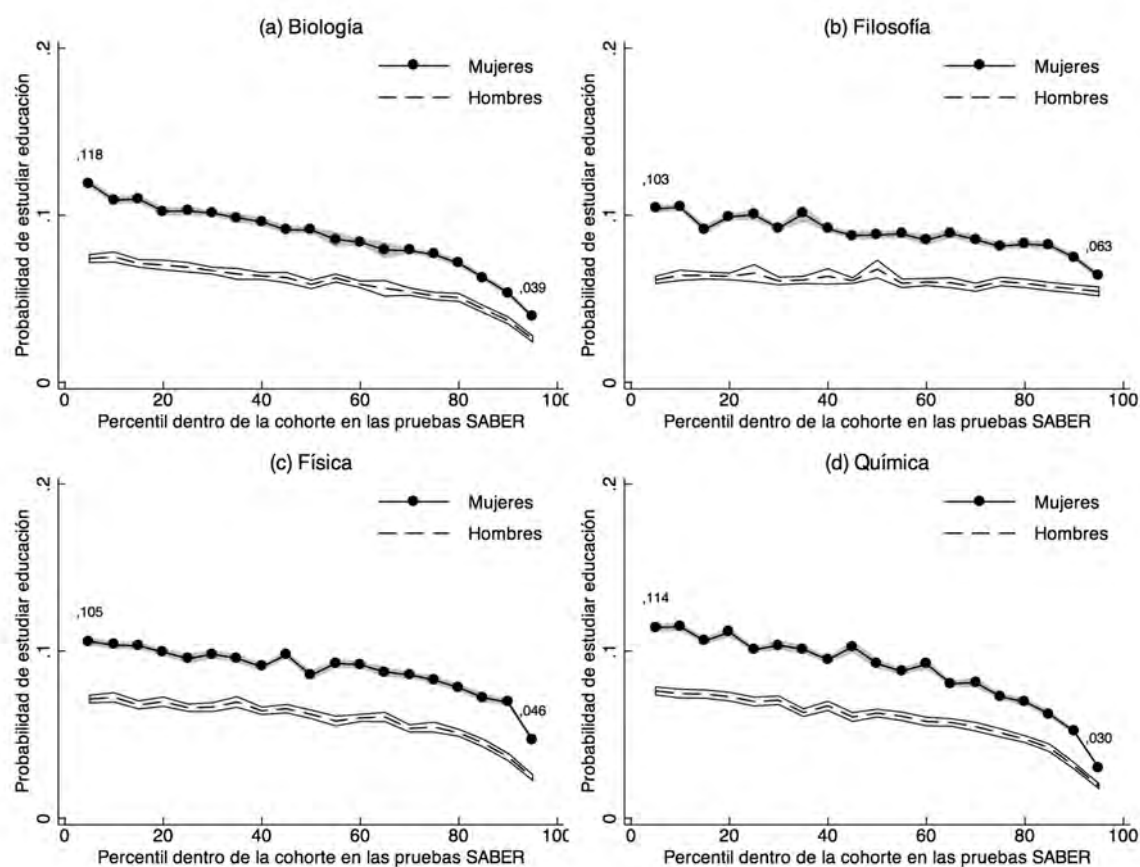 (a) Biología
Probabilidad de estudiar educación
,2
,1
0
Mujeres
Hombres
,118
,039
0 20 40 60 80 100
Percentil dentro de la cohorte en las pruebas SABER
(b) Filosofía
Probabilidad de estudiar educación
,2
,1
0
Mujeres
Hombres
,103
,063
0 20 40 60 80 100
Percentil dentro de la cohorte en las pruebas SABER
(c) Física
Probabilidad de estudiar educación
,2
,1
0
Mujeres
Hombres
,105
,046
0 20 40 60 80 100
Percentil dentro de la cohorte en las pruebas SABER
(d) Química
Probabilidad de estudiar educación
,2
,1
0
Mujeres
Hombres
,114
,030
0 20 40 60 80 100
Percentil dentro de la cohorte en las pruebas SABER